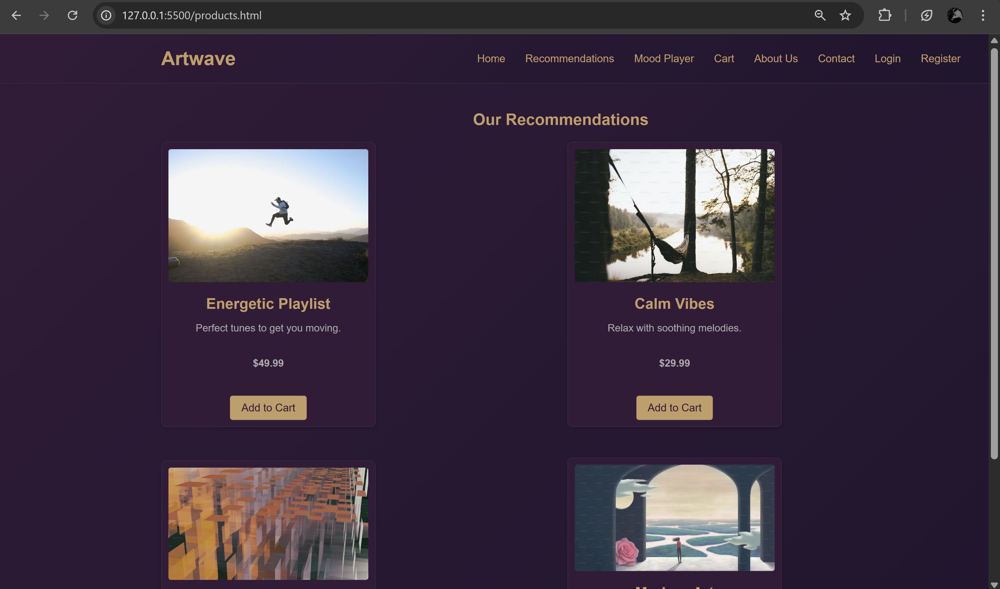 127.0.0.1:5500/products.html
Artwave
Home Recommendations Mood Player Cart About Us Contact Login Register
Our Recommendations
Energetic Playlist
Perfect tunes to get you moving.
$49.99
Add to Cart
Calm Vibes
Relax with soothing melodies.
$29.99
Add to Cart